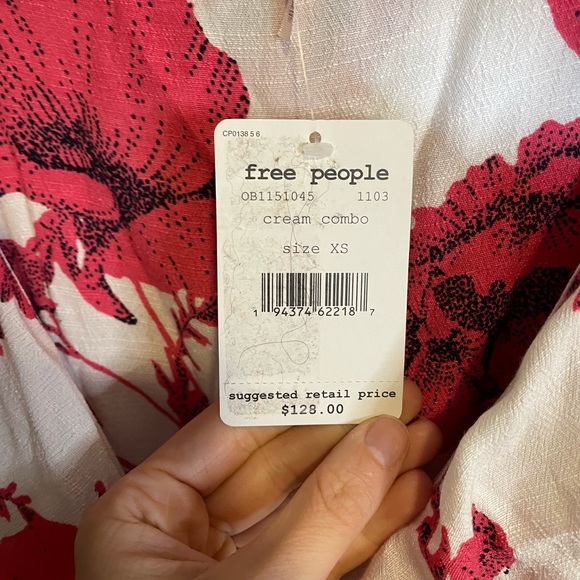 CP0138 5 6
free people
OB1151045 1103
cream combo
size XS
1 94374 62218 7
suggested retail price
$128.00